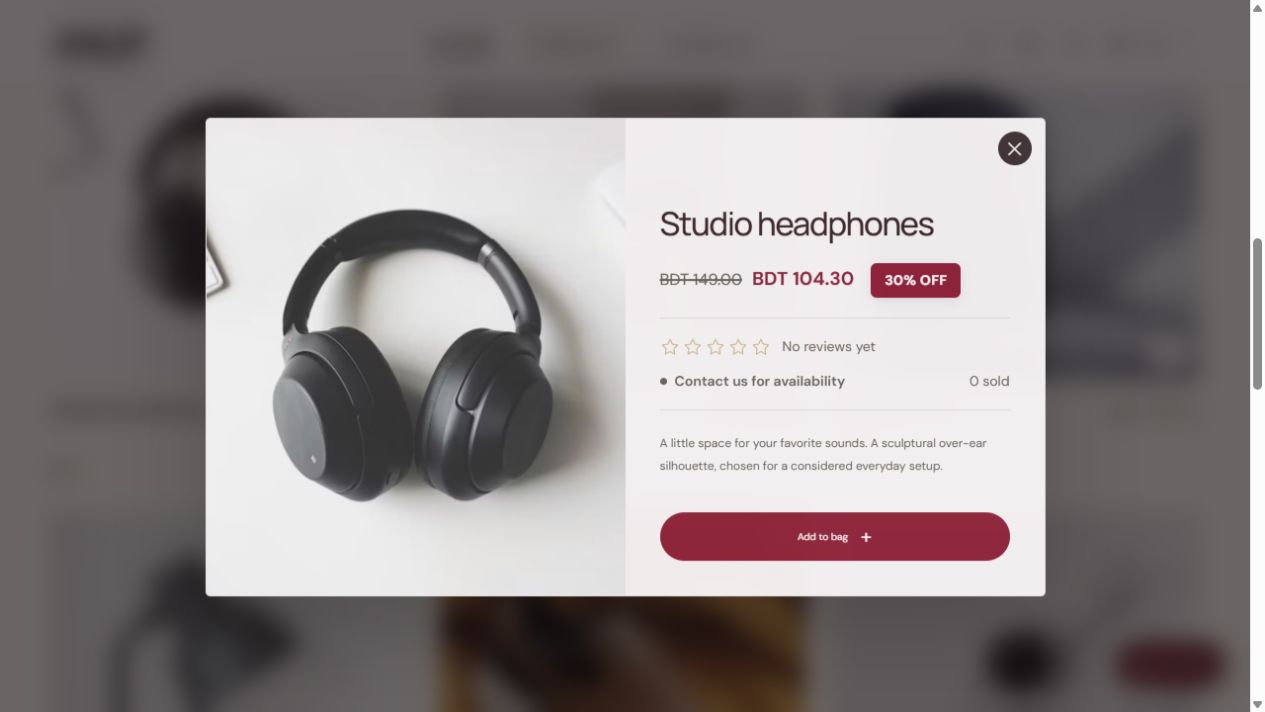 Studio headphones
BDT 149.00 BDT 104.30 30% OFF
No reviews yet
Contact us for availability 0 sold
A little space for your favorite sounds. A sculptural over-ear
silhouette, chosen for a considered everyday setup.
Add to bag +